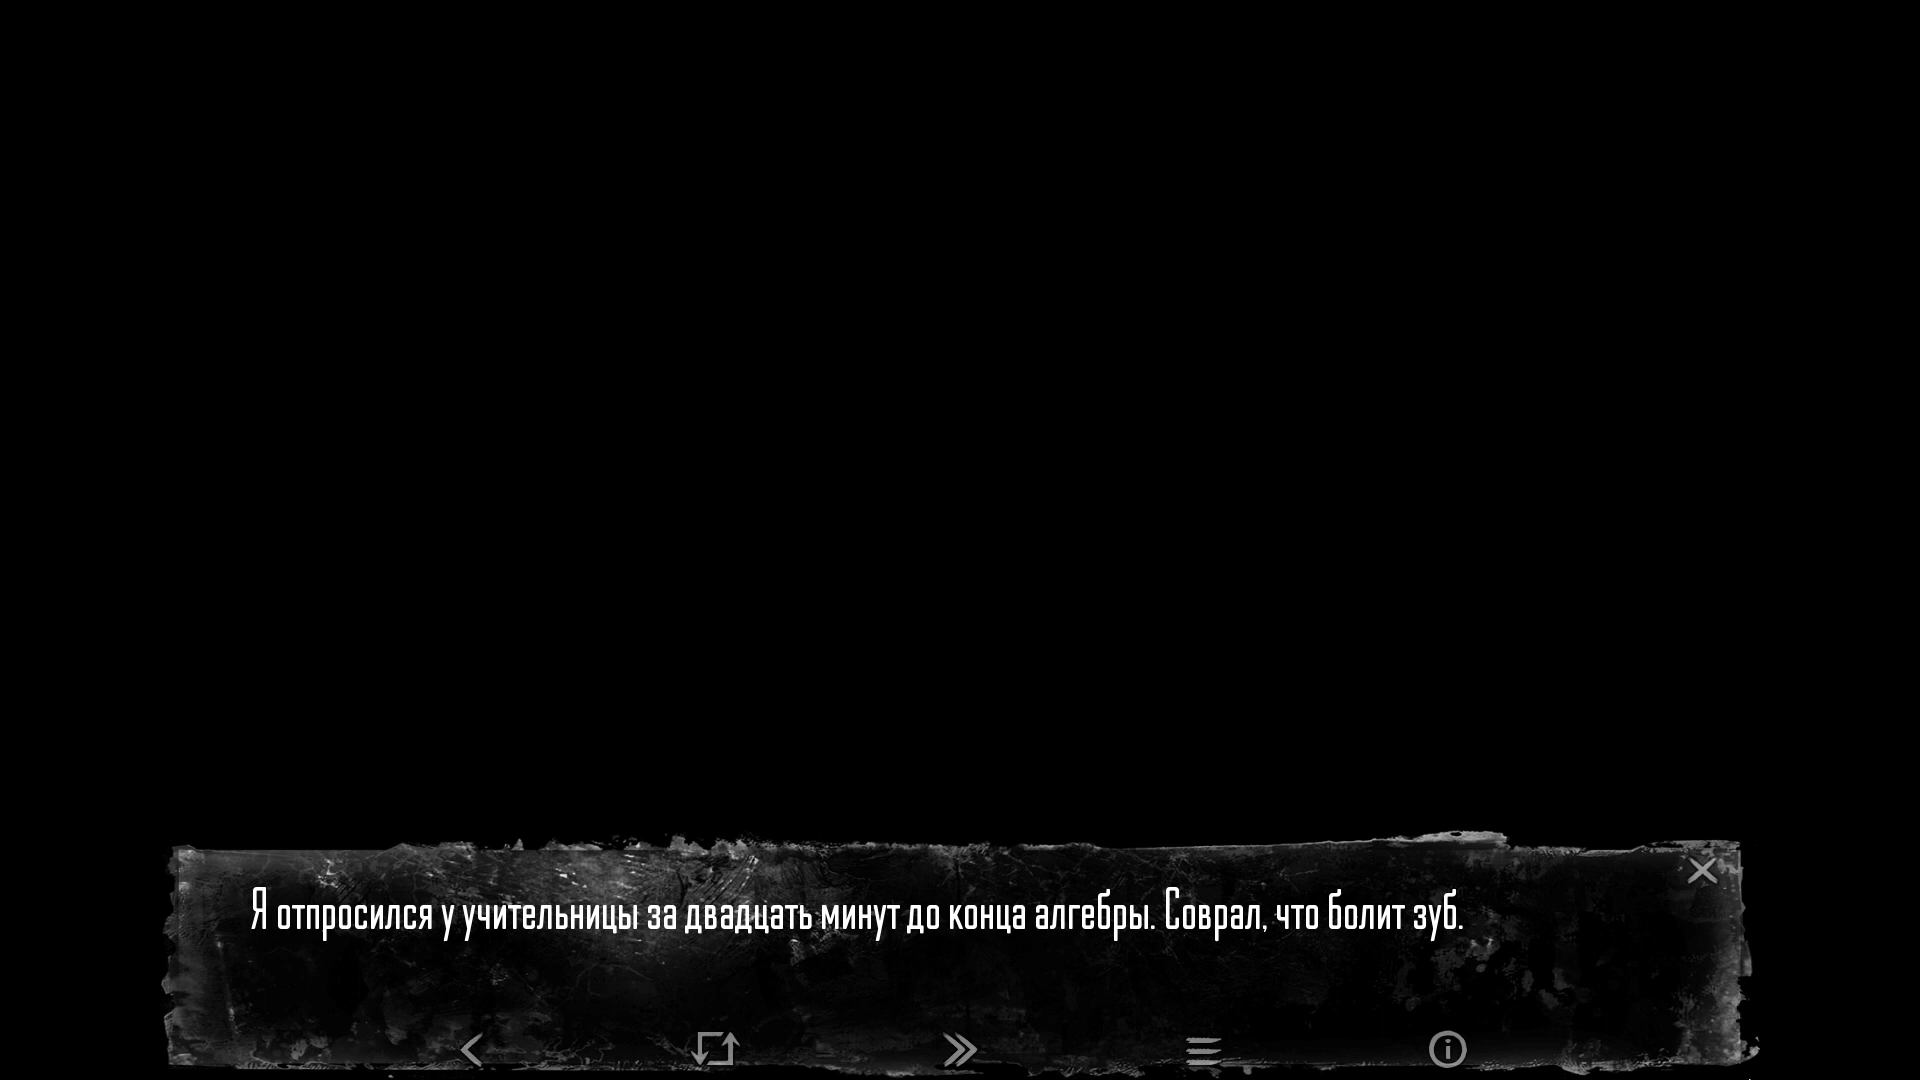 Я отпросился у учительницы за двадцать минут до конца алгебры. Соврал, что болит зуб.